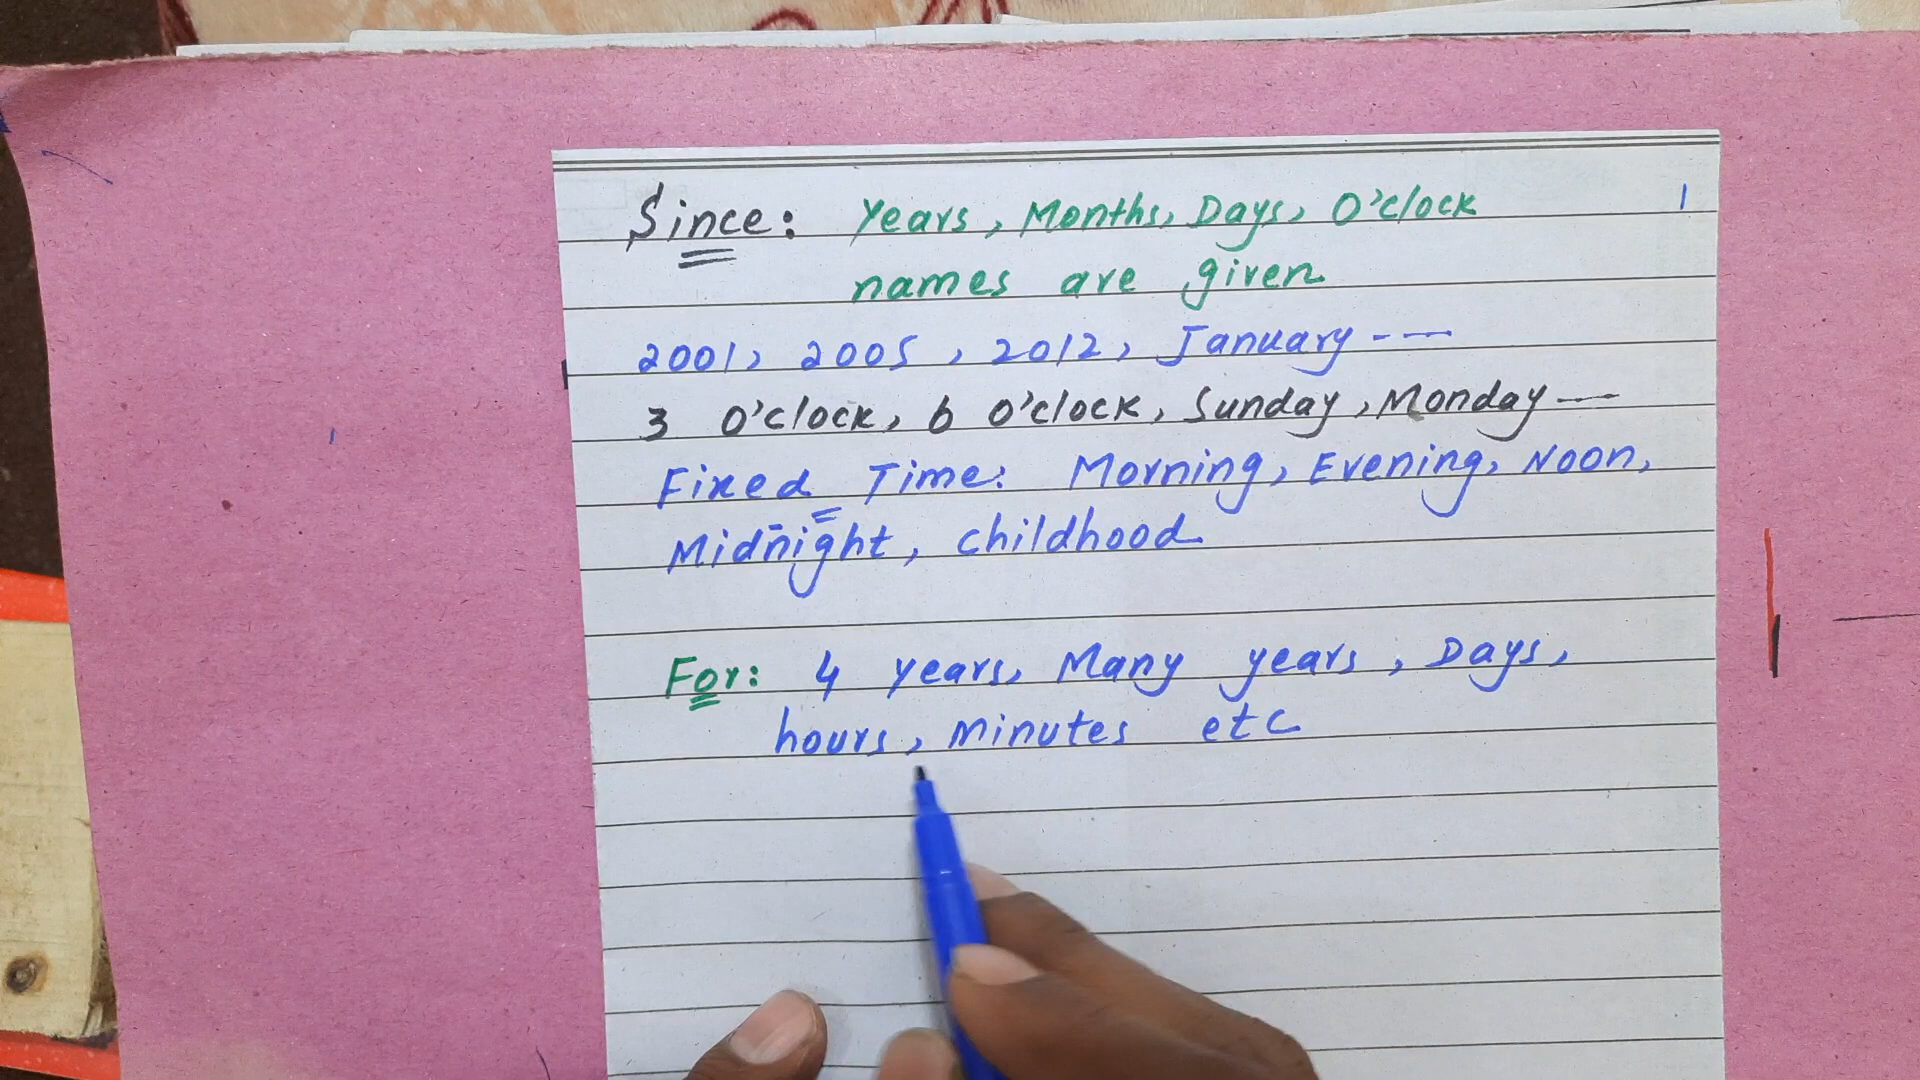 Since: Years, Months, Days, O'clock
names are given
2001, 2005, 2012, January ----
3 O'clock, 6 O'clock, Sunday, Monday ----
Fixed Time: Morning, Evening, Noon,
Midnight, childhood
For: 4 years, Many years, Days,
hours, Minutes etc